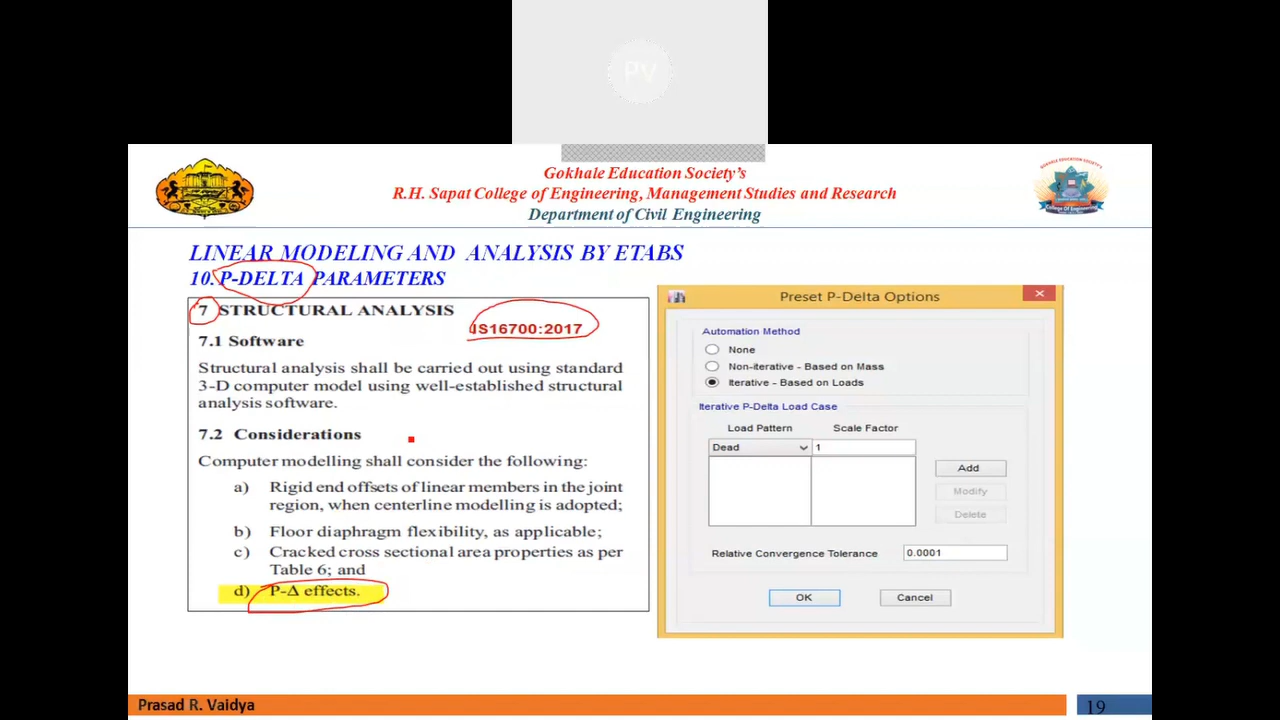 PV
Gokhale Education Society's
R.H. Sapat College of Engineering, Management Studies and Research
Department of Civil Engineering
LINEAR MODELING AND ANALYSIS BY ETABS
10. P-DELTA PARAMETERS
7 STRUCTURAL ANALYSIS
IS16700:2017
7.1 Software
Structural analysis shall be carried out using standard
3-D computer model using well-established structural
analysis software.
7.2 Considerations
Computer modelling shall consider the following:
a) Rigid end offsets of linear members in the joint
region, when centerline modelling is adopted;
b) Floor diaphragm flexibility, as applicable;
c) Cracked cross sectional area properties as per
Table 6; and
d) P-Δ effects.
Preset P-Delta Options
Automation Method
None
Non-iterative - Based on Mass
Iterative - Based on Loads
Iterative P-Delta Load Case
Load Pattern Scale Factor
Dead 1
Add
Modify
Delete
Relative Convergence Tolerance 0.0001
OK Cancel
Prasad R. Vaidya 19